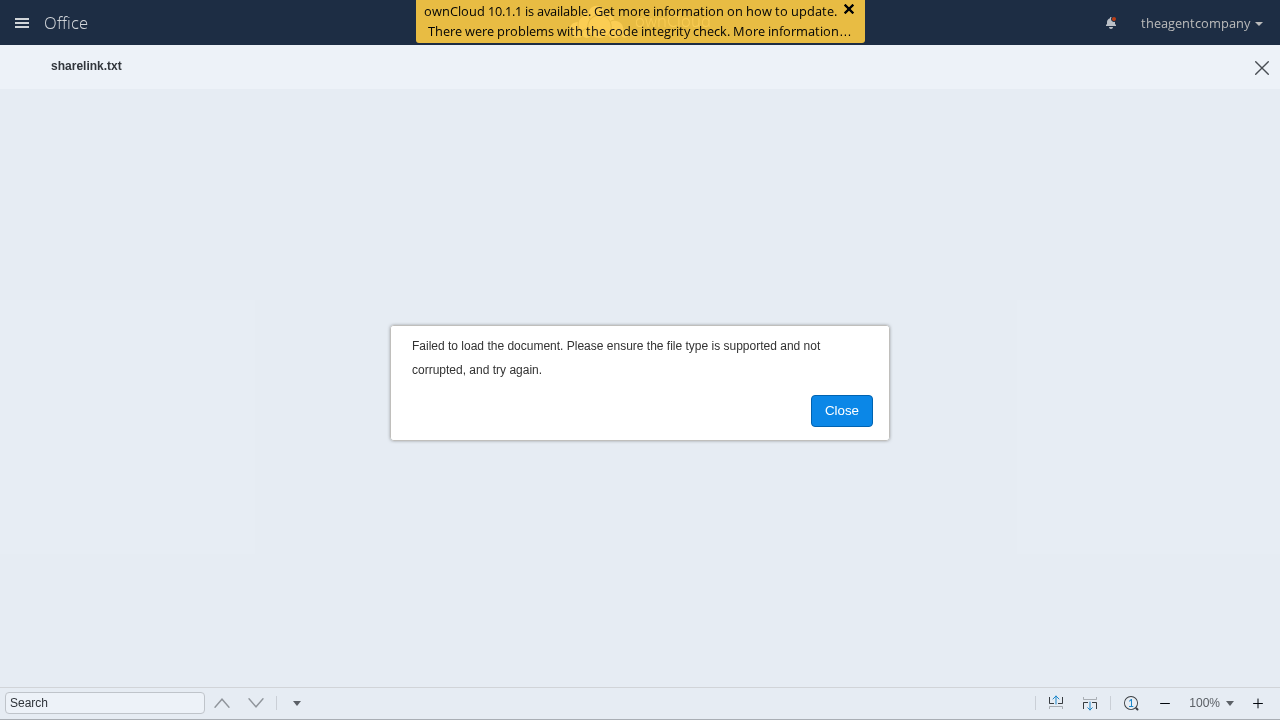 Office
ownCloud 10.1.1 is available. Get more information on how to update.
There were problems with the code integrity check. More information…
theagentcompany
sharelink.txt
Failed to load the document. Please ensure the file type is supported and not
corrupted, and try again.
Close
Search
1
100%